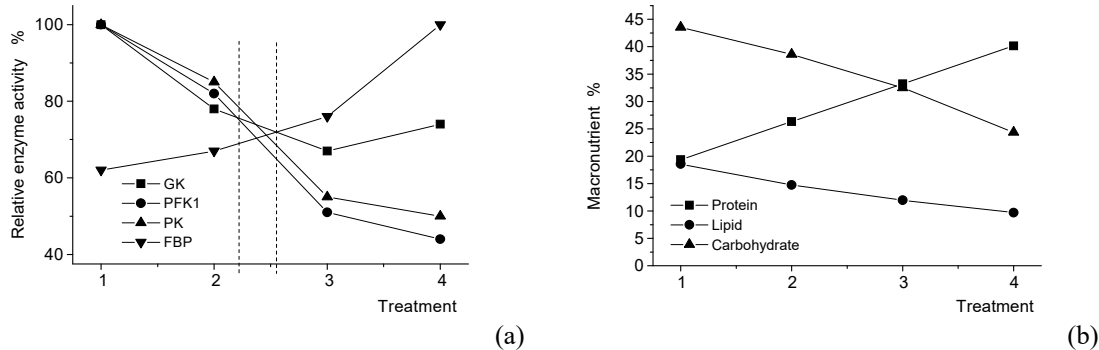 Relative enzyme activity %
100
80
60
40
GK
PFK1
PK
FBP
1 2 3 4
Treatment
(a)
Macronutrient %
45
40
35
30
25
20
15
10
5
0
Protein
Lipid
Carbohydrate
1 2 3 4
Treatment
(b)